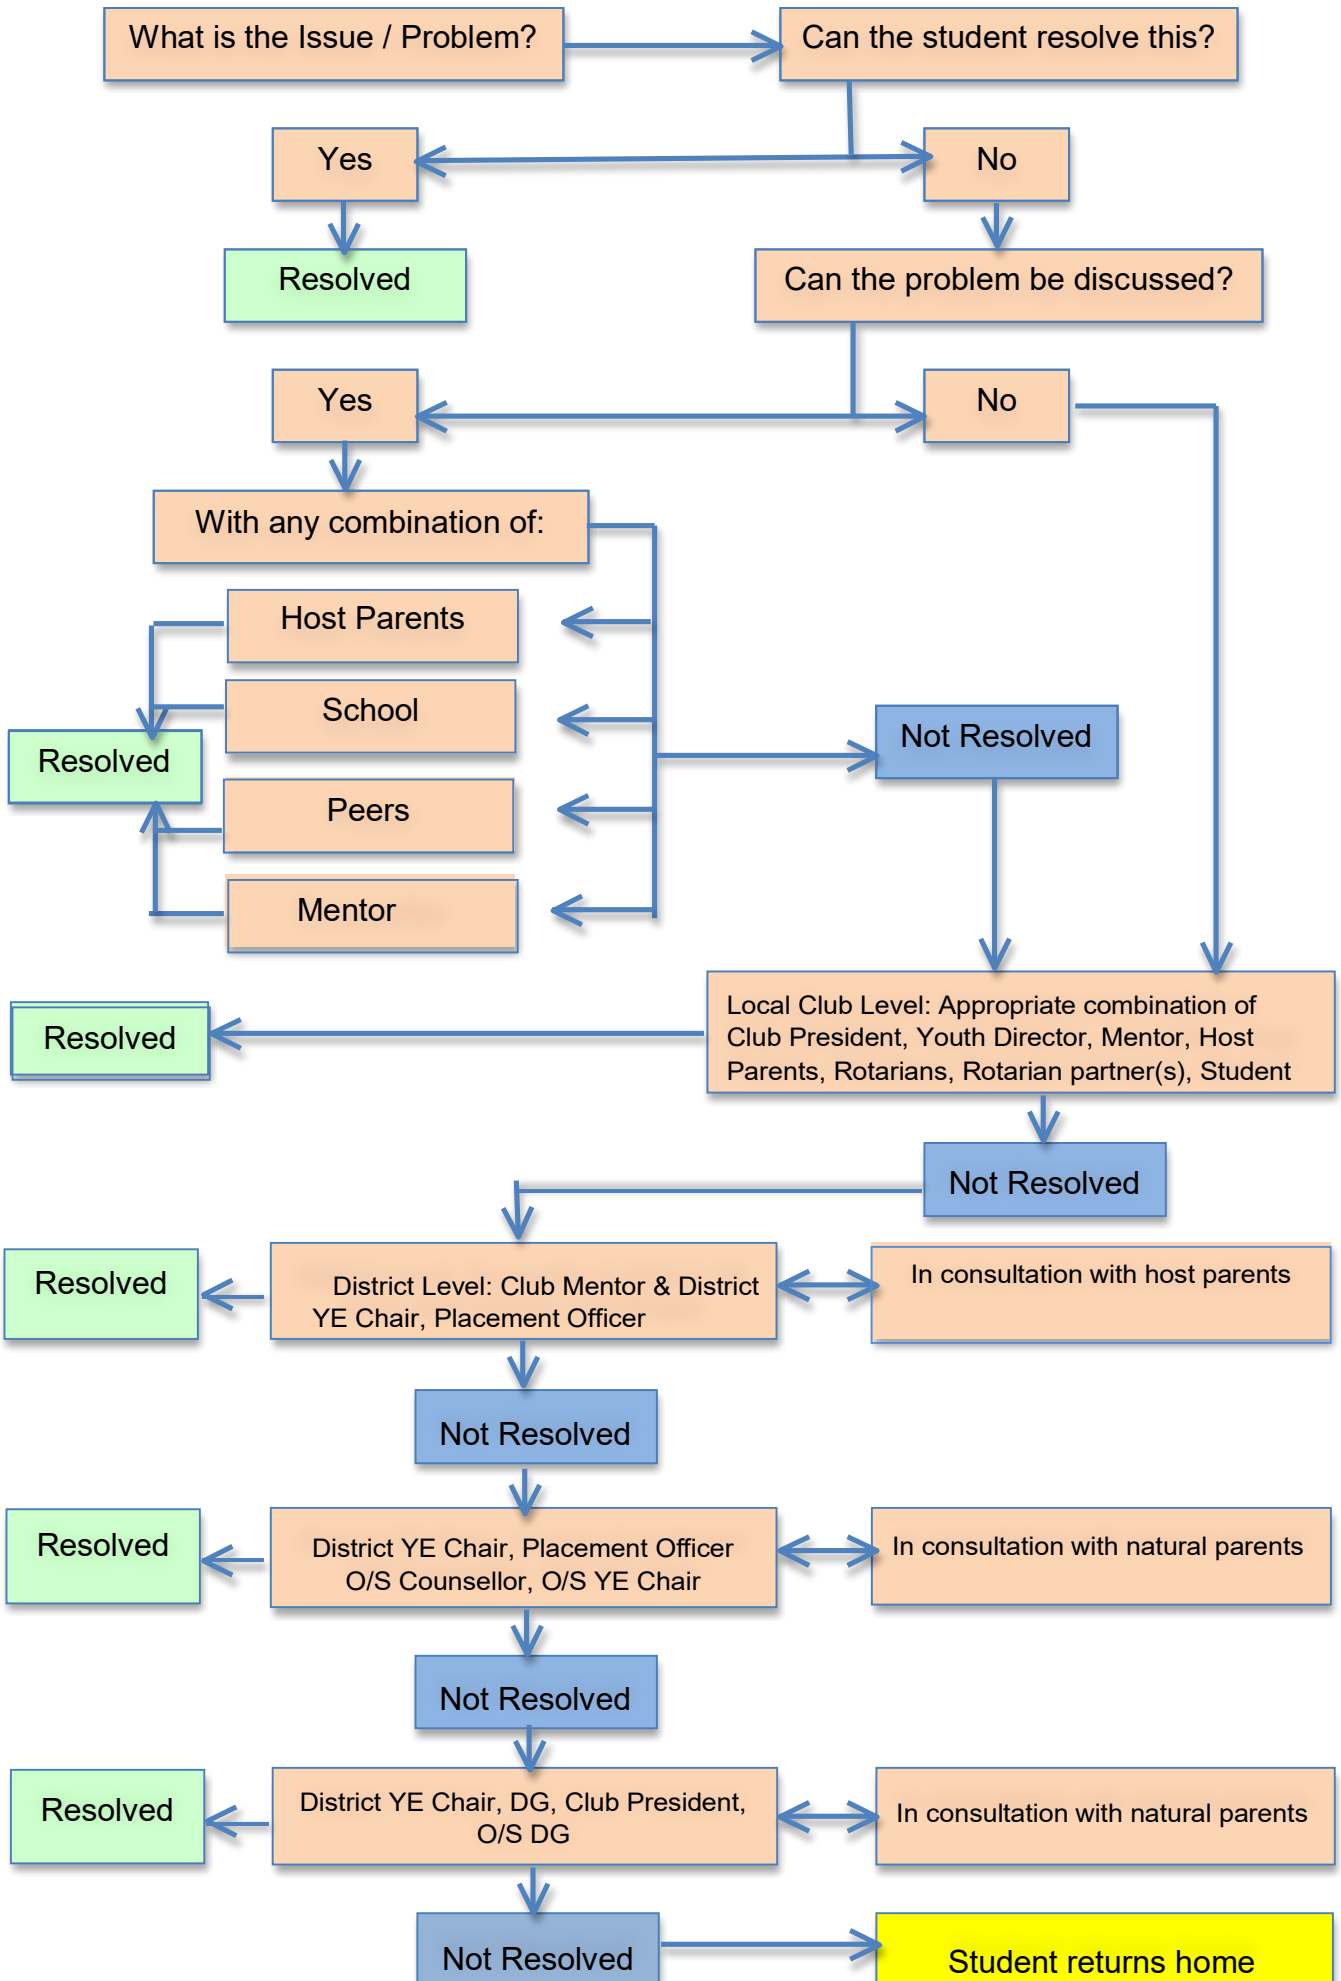 What is the Issue / Problem?
Can the student resolve this?
Yes
No
Resolved
Can the problem be discussed?
Yes
No
With any combination of:
Host Parents
School
Not Resolved
Resolved
Peers
Mentor
Local Club Level: Appropriate combination of
Club President, Youth Director, Mentor, Host
Parents, Rotarians, Rotarian partner(s), Student
Resolved
Not Resolved
District Level: Club Mentor & District
YE Chair, Placement Officer
In consultation with host parents
Resolved
Not Resolved
District YE Chair, Placement Officer
O/S Counsellor, O/S YE Chair
In consultation with natural parents
Resolved
Not Resolved
District YE Chair, DG, Club President,
O/S DG
In consultation with natural parents
Resolved
Not Resolved
Student returns home